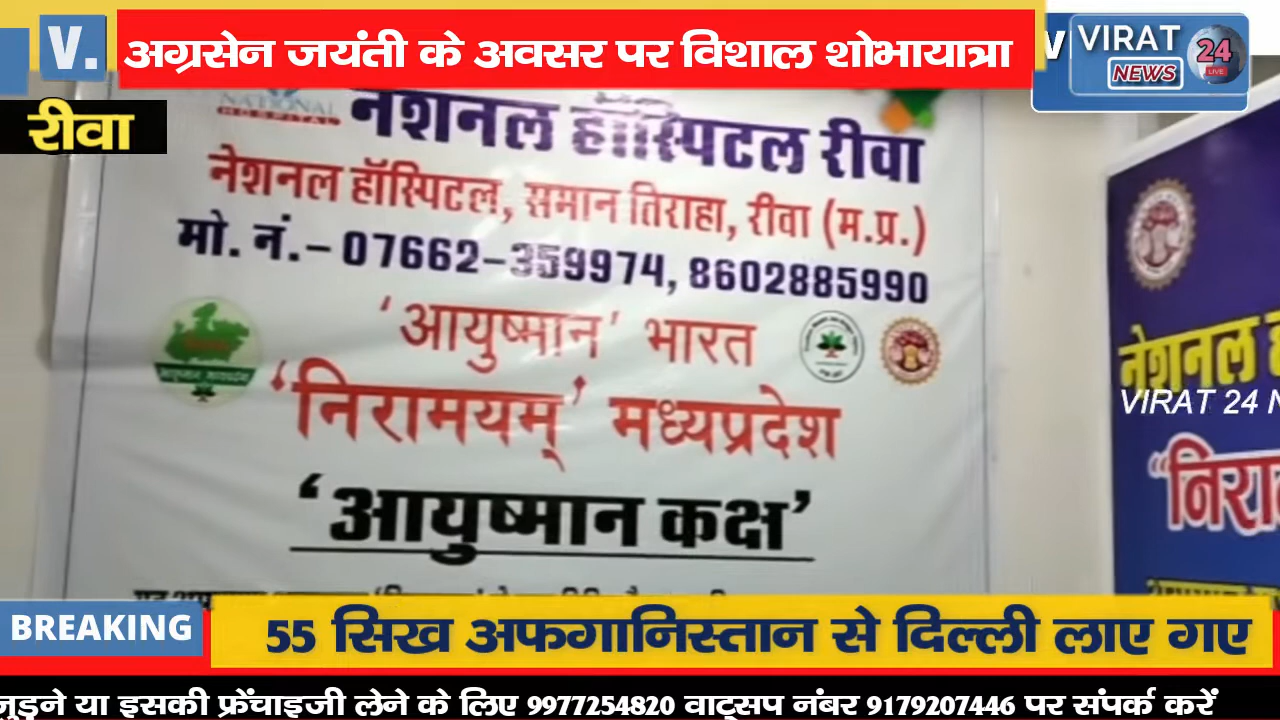 V. अग्रसेन जयंती के अवसर पर विशाल शोभायात्रा
VIRAT 24
NEWS LIVE
रीवा
NATIONAL
HOSPITAL
नेशनल हॉस्पिटल रीवा
नेशनल हॉस्पिटल, समान तिराहा, रीवा (म.प्र.)
मो. नं.– 07662–359974, 8602885990
'आयुष्मान' भारत
'निरामयम्' मध्यप्रदेश
'आयुष्मान कक्ष'
नेशनल
VIRAT 24 N
BREAKING
55 सिख अफगानिस्तान से दिल्ली लाए गए
जुड़ने या इसकी फ्रेंचाइजी लेने के लिए 9977254820 वाट्सप नंबर 9179207446 पर संपर्क करें